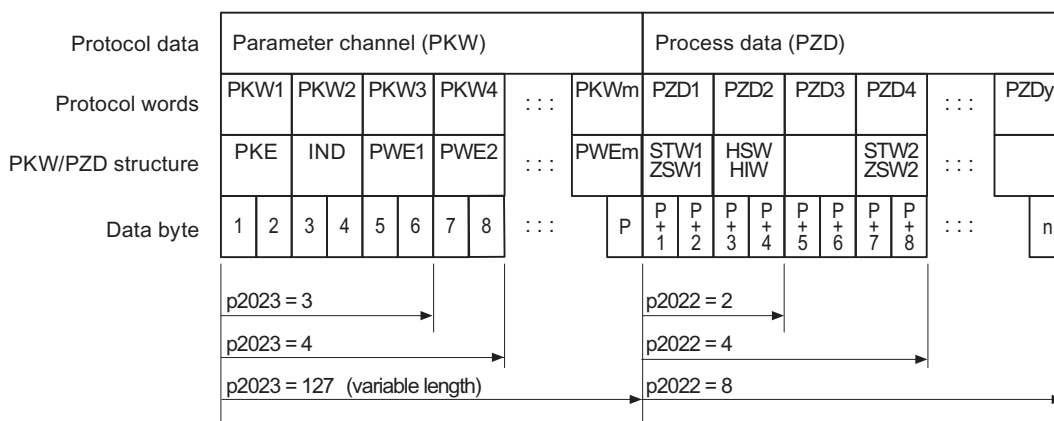 Protocol data Parameter channel (PKW) Process data (PZD)
Protocol words PKW1 PKW2 PKW3 PKW4 : : : PKWm PZD1 PZD2 PZD3 PZD4 : : : PZDy
PKW/PZD structure PKE IND PWE1 PWE2 : : : PWEm STW1 ZSW1 HSW HIW STW2 ZSW2 : : :
Data byte 1 2 3 4 5 6 7 8 : : : P P+1 P+2 P+3 P+4 P+5 P+6 P+7 P+8 : : : n
p2023 = 3 p2022 = 2
p2023 = 4 p2022 = 4
p2023 = 127 (variable length) p2022 = 8